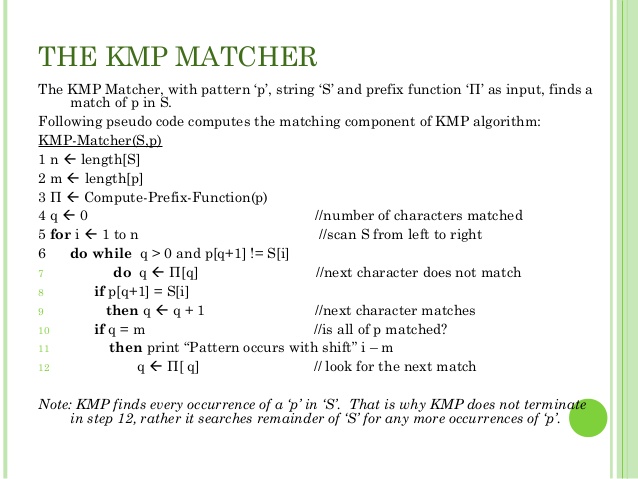 THE KMP MATCHER
The KMP Matcher, with pattern ‘p’, string ‘S’ and prefix function ‘Π’ as input, finds a
match of p in S.
Following pseudo code computes the matching component of KMP algorithm:
KMP-Matcher(S,p)
1 n ← length[S]
2 m ← length[p]
3 Π ← Compute-Prefix-Function(p)
4 q ← 0 //number of characters matched
5 for i ← 1 to n //scan S from left to right
6 do while q > 0 and p[q+1] != S[i]
7 do q ← Π[q] //next character does not match
8 if p[q+1] = S[i]
9 then q ← q + 1 //next character matches
10 if q = m //is all of p matched?
11 then print “Pattern occurs with shift” i – m
12 q ← Π[ q] // look for the next match
Note: KMP finds every occurrence of a ‘p’ in ‘S’. That is why KMP does not terminate
in step 12, rather it searches remainder of ‘S’ for any more occurrences of ‘p’.